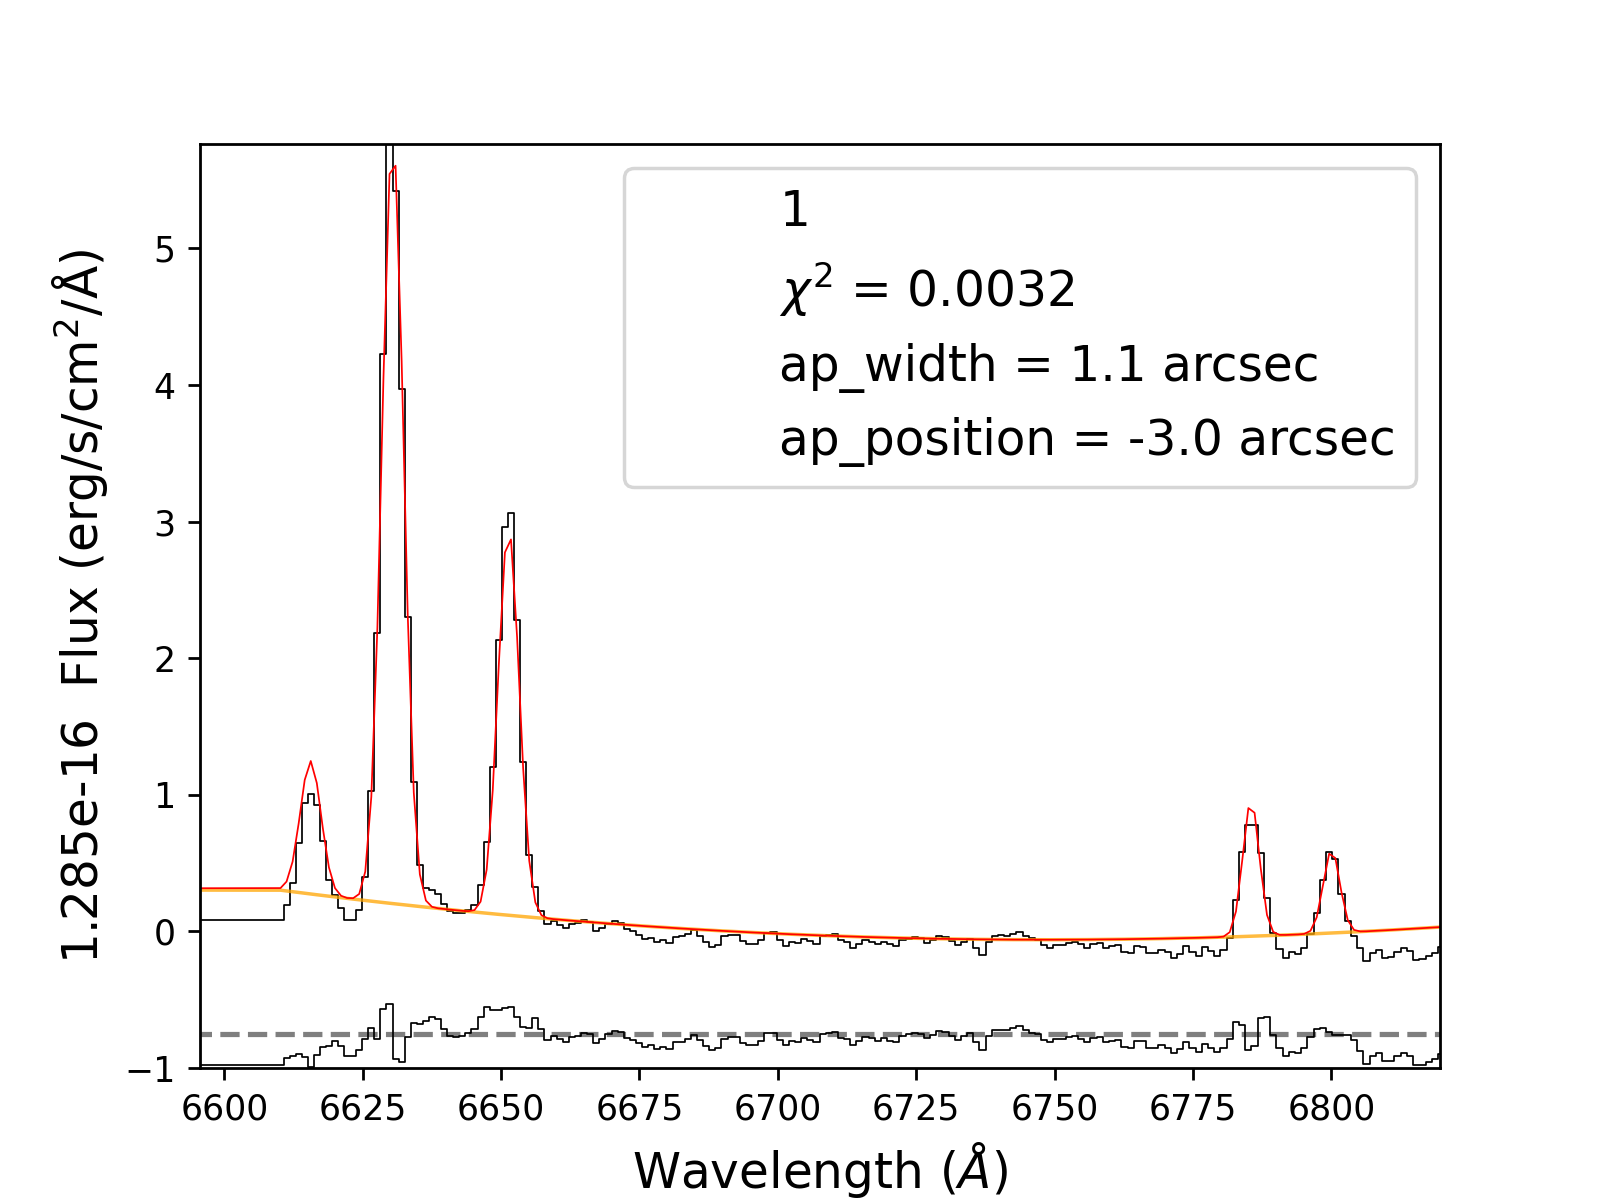 1
χ² = 0.0032
ap_width = 1.1 arcsec
ap_position = -3.0 arcsec
1.285e-16 Flux (erg/s/cm²/Å)
5
4
3
2
1
0
−1
6600 6625 6650 6675 6700 6725 6750 6775 6800
Wavelength (Å)